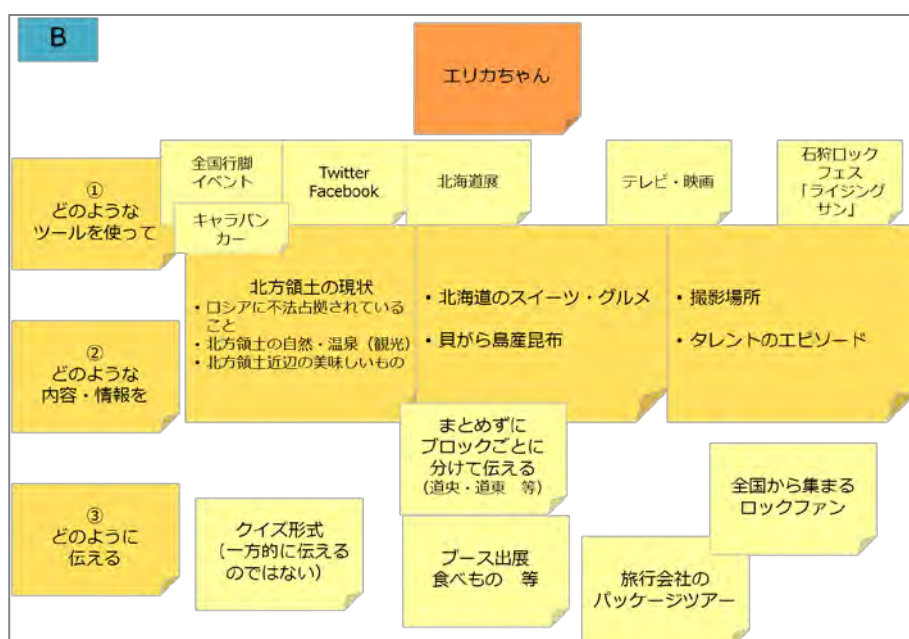 B
エリカちゃん
①
どのような
ツールを使って
全国行脚
イベント
キャラバン
カー
Twitter
Facebook
北海道展
テレビ・映画
石狩ロック
フェス
「ライジング
サン」
②
どのような
内容・情報を
北方領土の現状
・ロシアに不法占拠されている
こと
・北方領土の自然・温泉(観光)
・北方領土近辺の美味しいもの
・北海道のスイーツ・グルメ
・貝がら島産昆布
・撮影場所
・タレントのエピソード
③
どのように
伝える
クイズ形式
(一方的に伝える
のではない)
まとめずに
ブロックごとに
分けて伝える
(道央・道東 等)
ブース出展
食べもの 等
旅行会社の
パッケージツアー
全国から集まる
ロックファン